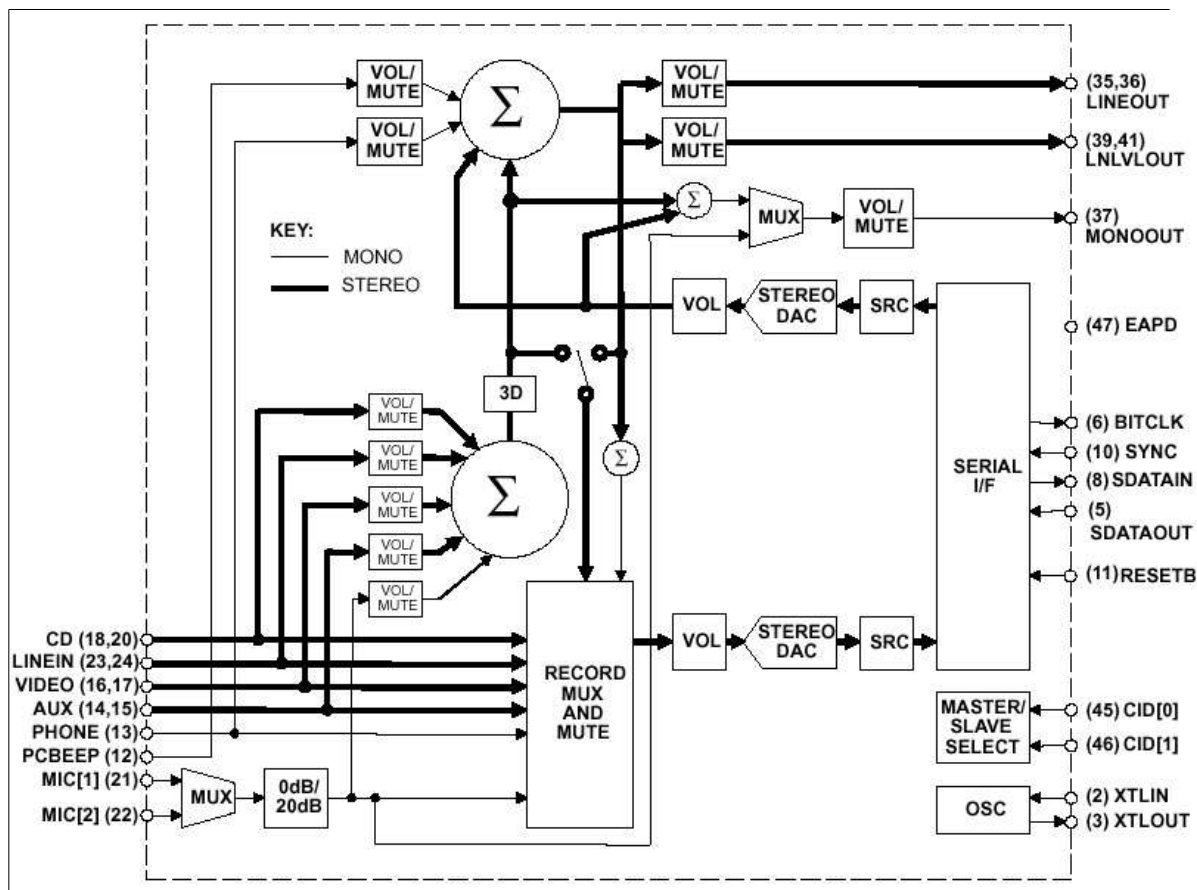 VOL/
MUTE
VOL/
MUTE
Σ
VOL/
MUTE
VOL/
MUTE
(35,36)
LINEOUT
(39,41)
LNLVLOUT
Σ
MUX
VOL/
MUTE
(37)
MONOOUT
KEY:
MONO
STEREO
VOL
STEREO
DAC
SRC
(47) EAPD
3D
VOL/
MUTE
VOL/
MUTE
VOL/
MUTE
VOL/
MUTE
VOL/
MUTE
Σ
Σ
SERIAL
I/F
(6) BITCLK
(10) SYNC
(8) SDATAIN
(5)
SDATAOUT
(11) RESETB
CD (18,20)
LINEIN (23,24)
VIDEO (16,17)
AUX (14,15)
PHONE (13)
PCBEEP (12)
MIC[1] (21)
MIC[2] (22)
MUX
0dB/
20dB
RECORD
MUX
AND
MUTE
VOL
STEREO
DAC
SRC
MASTER/
SLAVE
SELECT
(45) CID[0]
(46) CID[1]
OSC
(2) XTLIN
(3) XTLOUT